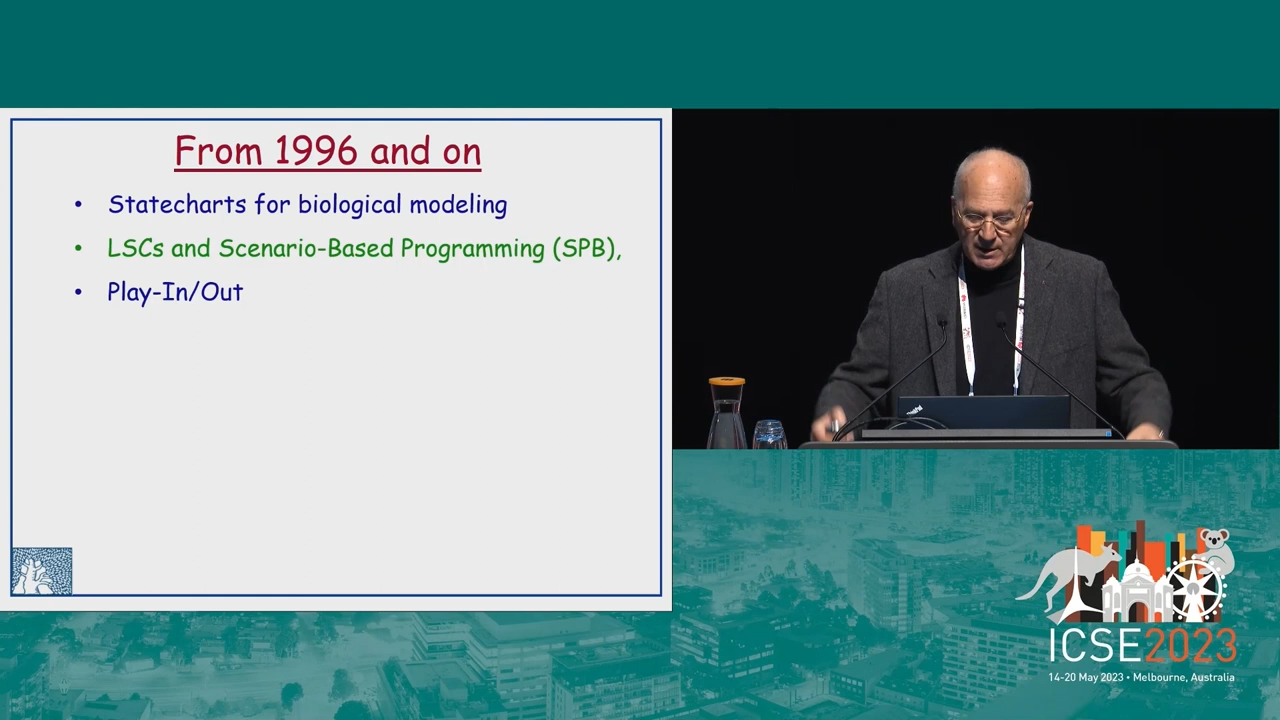 From 1996 and on
• Statecharts for biological modeling
• LSCs and Scenario-Based Programming (SPB),
• Play-In/Out
ICSE2023
14-20 May 2023 • Melbourne, Australia